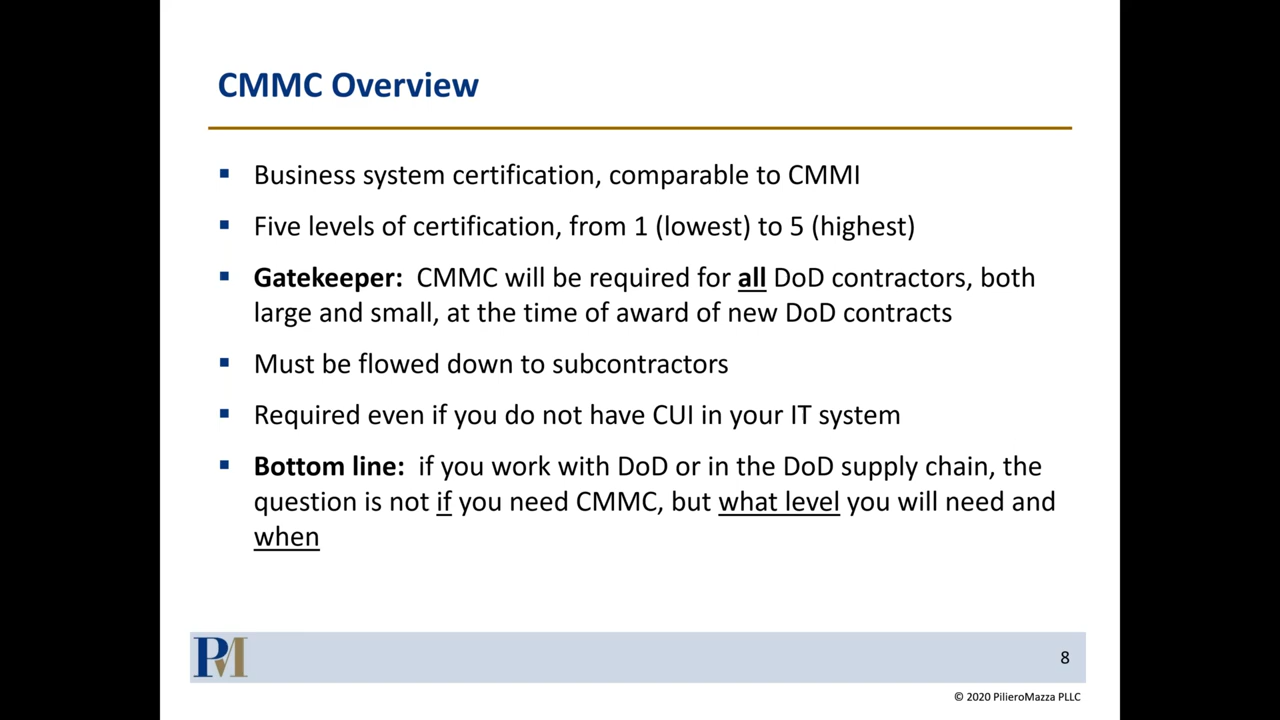 CMMC Overview
▪ Business system certification, comparable to CMMI
▪ Five levels of certification, from 1 (lowest) to 5 (highest)
▪ Gatekeeper: CMMC will be required for all DoD contractors, both
large and small, at the time of award of new DoD contracts
▪ Must be flowed down to subcontractors
▪ Required even if you do not have CUI in your IT system
▪ Bottom line: if you work with DoD or in the DoD supply chain, the
question is not if you need CMMC, but what level you will need and
when
PM
8
© 2020 PilieroMazza PLLC